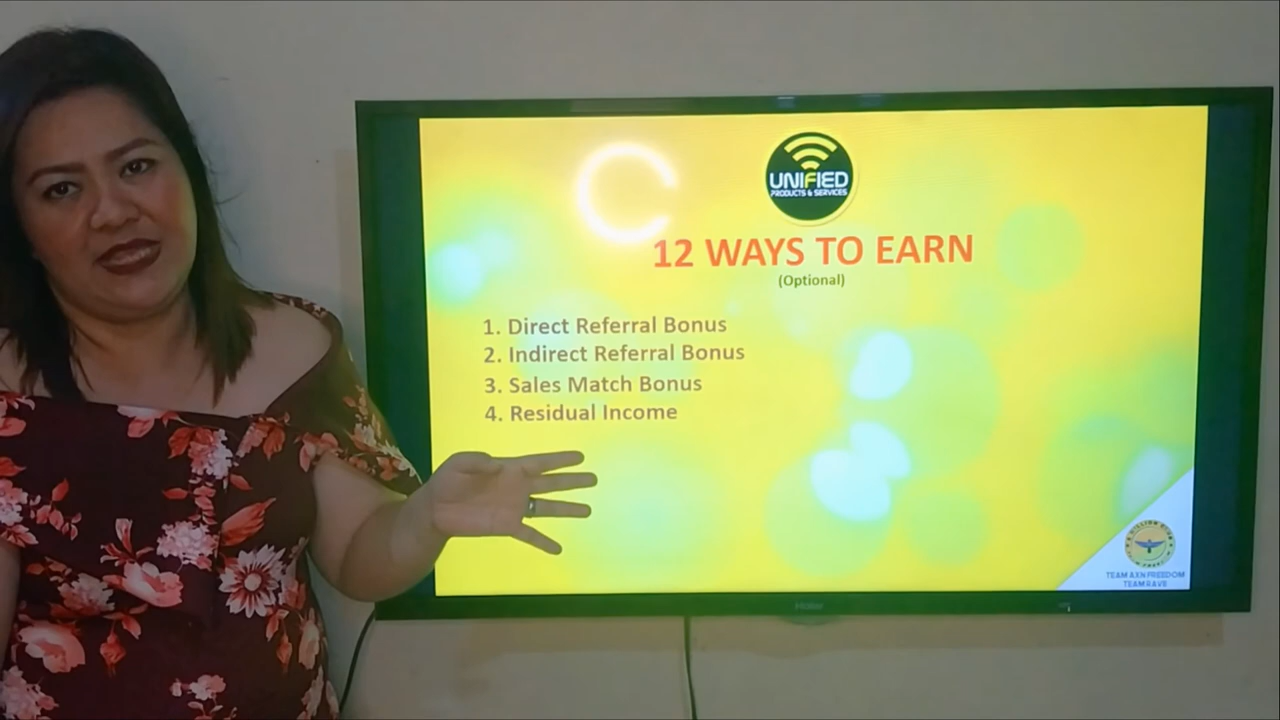 UNIFIED
PRODUCTS & SERVICES
12 WAYS TO EARN
(Optional)
1. Direct Referral Bonus
2. Indirect Referral Bonus
3. Sales Match Bonus
4. Residual Income
TEAM AXN FREEDOM
TEAM RAVB
Haier